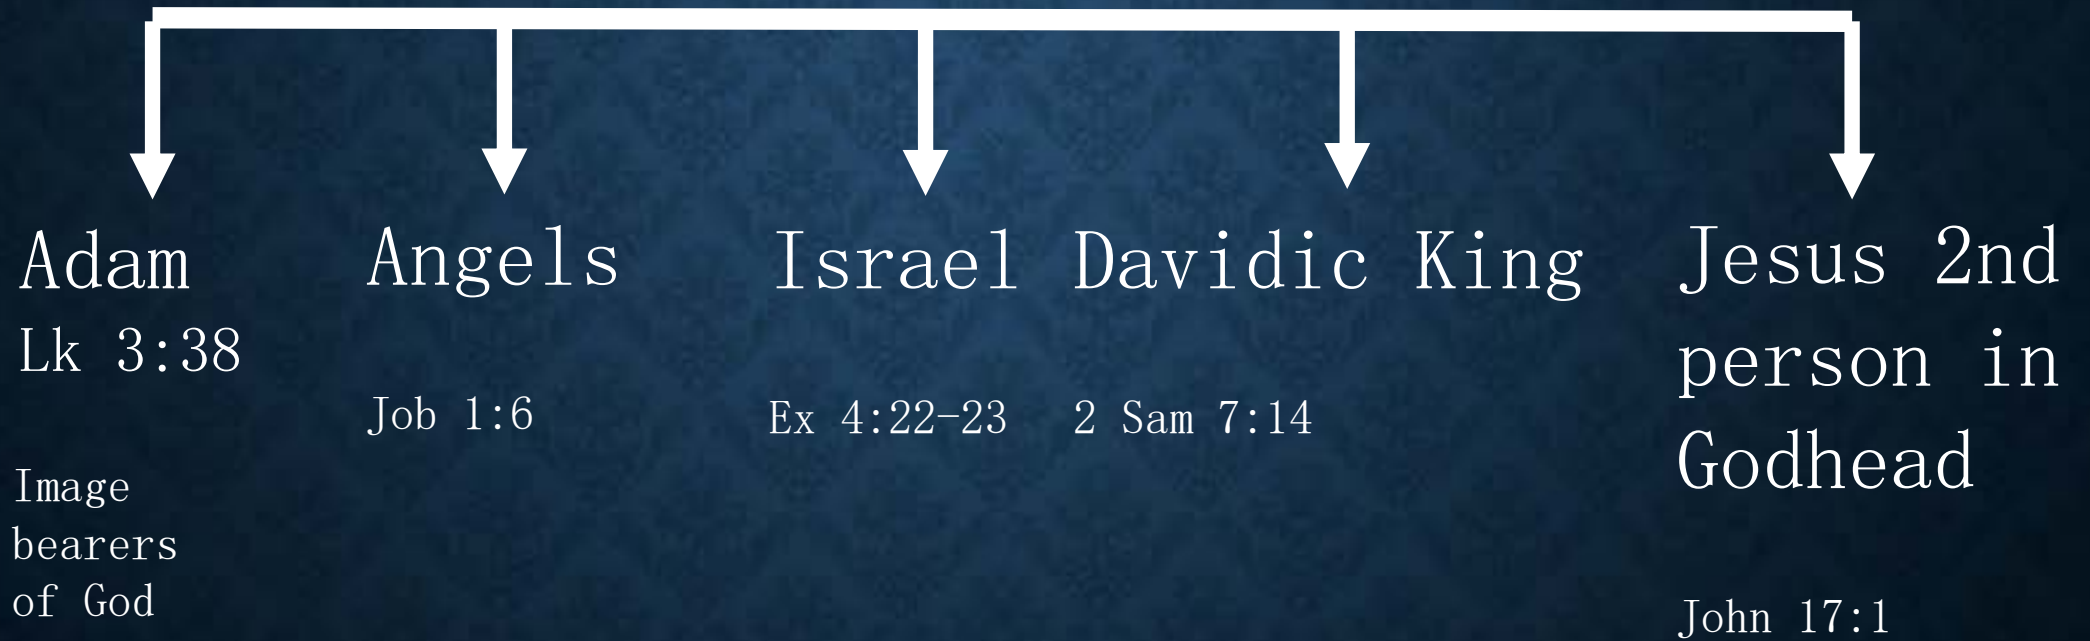 Adam
Lk 3:38
Image
bearers
of God
Angels
Job 1:6
Israel
Ex 4:22-23
Davidic King
2 Sam 7:14
Jesus 2nd
person in
Godhead
John 17:1